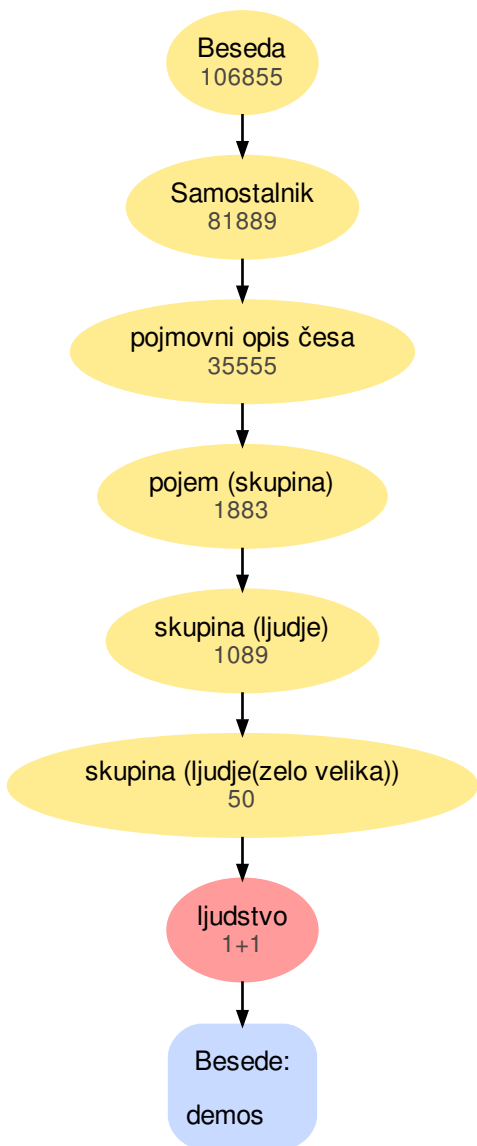 Beseda
106855
Samostalnik
81889
pojmovni opis česa
35555
pojem (skupina)
1883
skupina (ljudje)
1089
skupina (ljudje(zelo velika))
50
ljudstvo
1+1
Besede:
demos